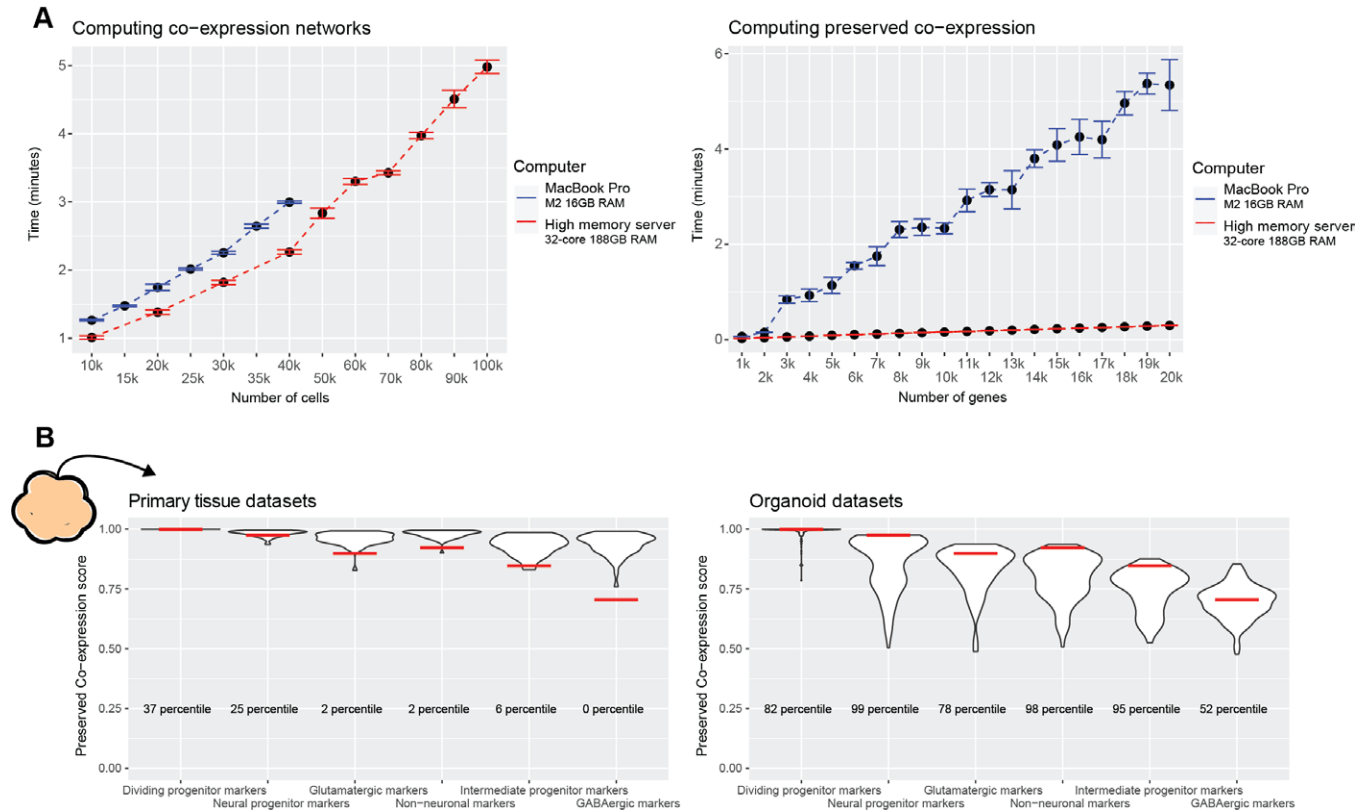 A
Computing co-expression networks
5
4
3
2
1
Time (minutes)
10k 20k 30k 40k 60k 80k 100k
15k 25k 35k 50k 70k 90k
Number of cells
Computer
MacBook Pro
M2 16GB RAM
High memory server
32-core 188GB RAM
Computing preserved co-expression
6
4
2
0
Time (minutes)
1k 3k 5k 7k 9k 11k 13k 15k 17k 19k
2k 4k 6k 8k 10k 12k 14k 16k 18k 20k
Number of genes
Computer
MacBook Pro
M2 16GB RAM
High memory server
32-core 188GB RAM
B
Primary tissue datasets
1.00
0.75
0.50
0.25
0.00
Preserved Co-expression score
37 percentile 25 percentile 2 percentile 2 percentile 6 percentile 0 percentile
Dividing progenitor markers Glutamatergic markers Intermediate progenitor markers
Neural progenitor markers Non-neuronal markers GABAergic markers
Organoid datasets
1.00
0.75
0.50
0.25
0.00
Preserved Co-expression score
82 percentile 99 percentile 78 percentile 98 percentile 95 percentile 52 percentile
Dividing progenitor markers Glutamatergic markers Intermediate progenitor markers
Neural progenitor markers Non-neuronal markers GABAergic markers